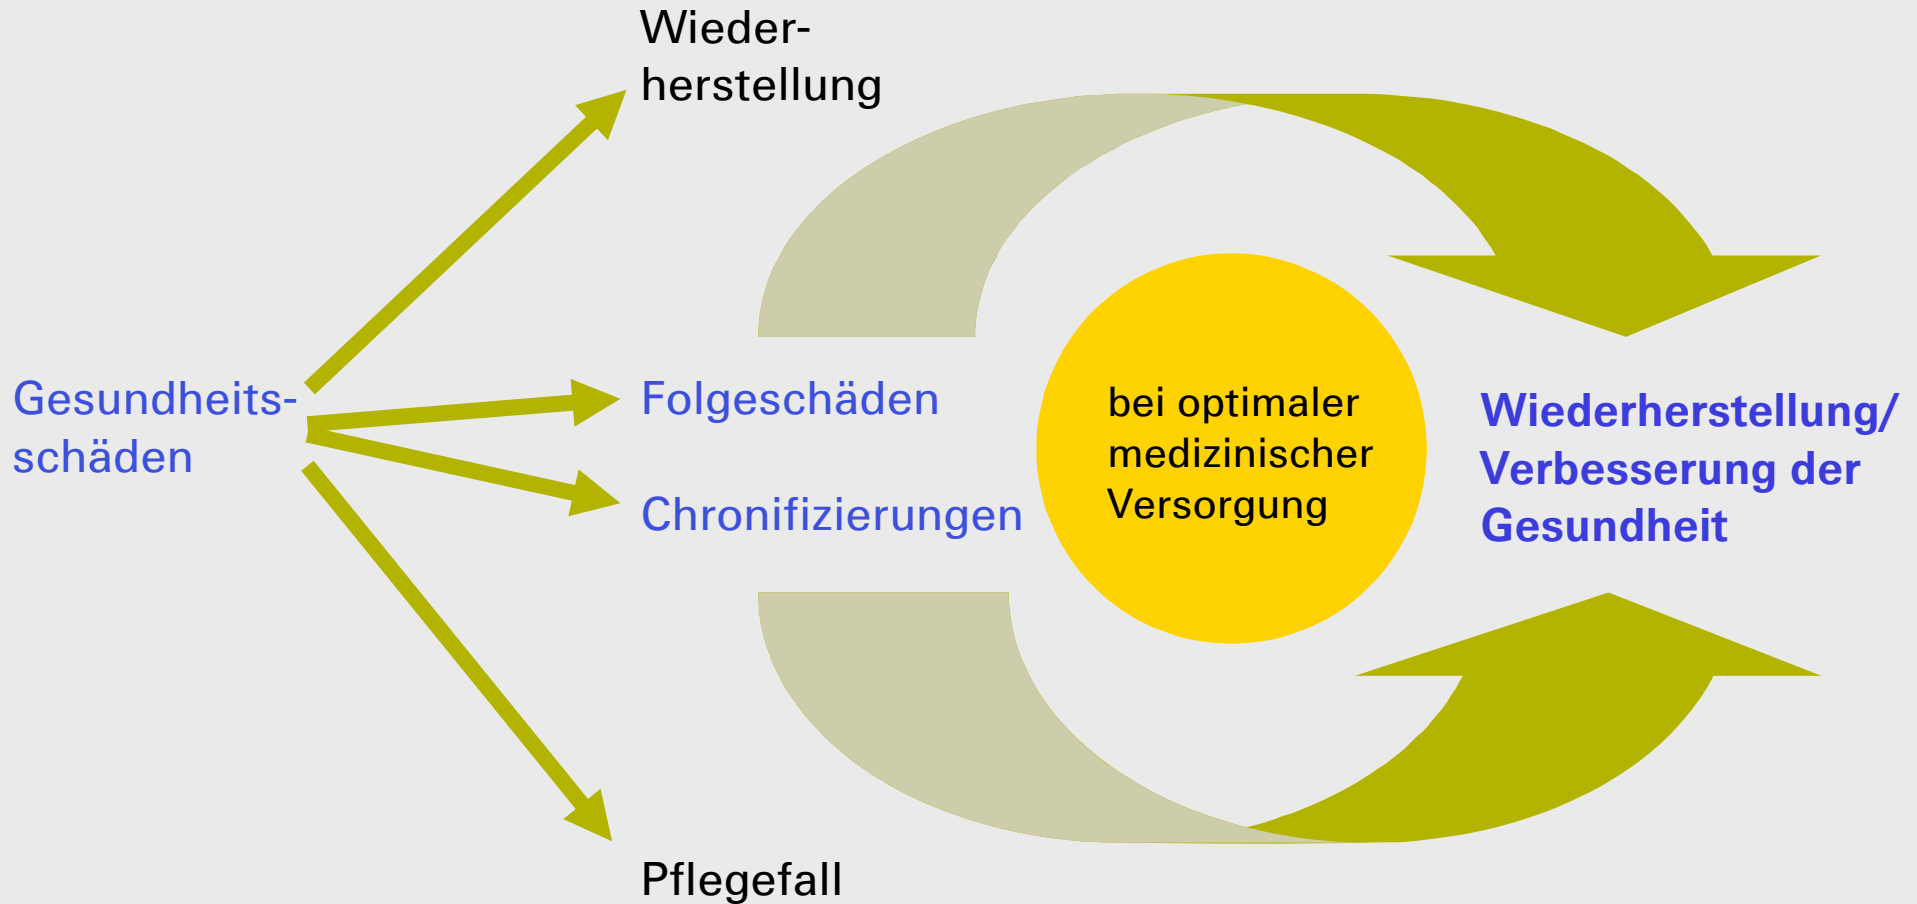 Wieder-
herstellung
Gesundheits-
schäden
Folgeschäden
Chronifizierungen
bei optimaler
medizinischer
Versorgung
Wiederherstellung/
Verbesserung der
Gesundheit
Pflegefall